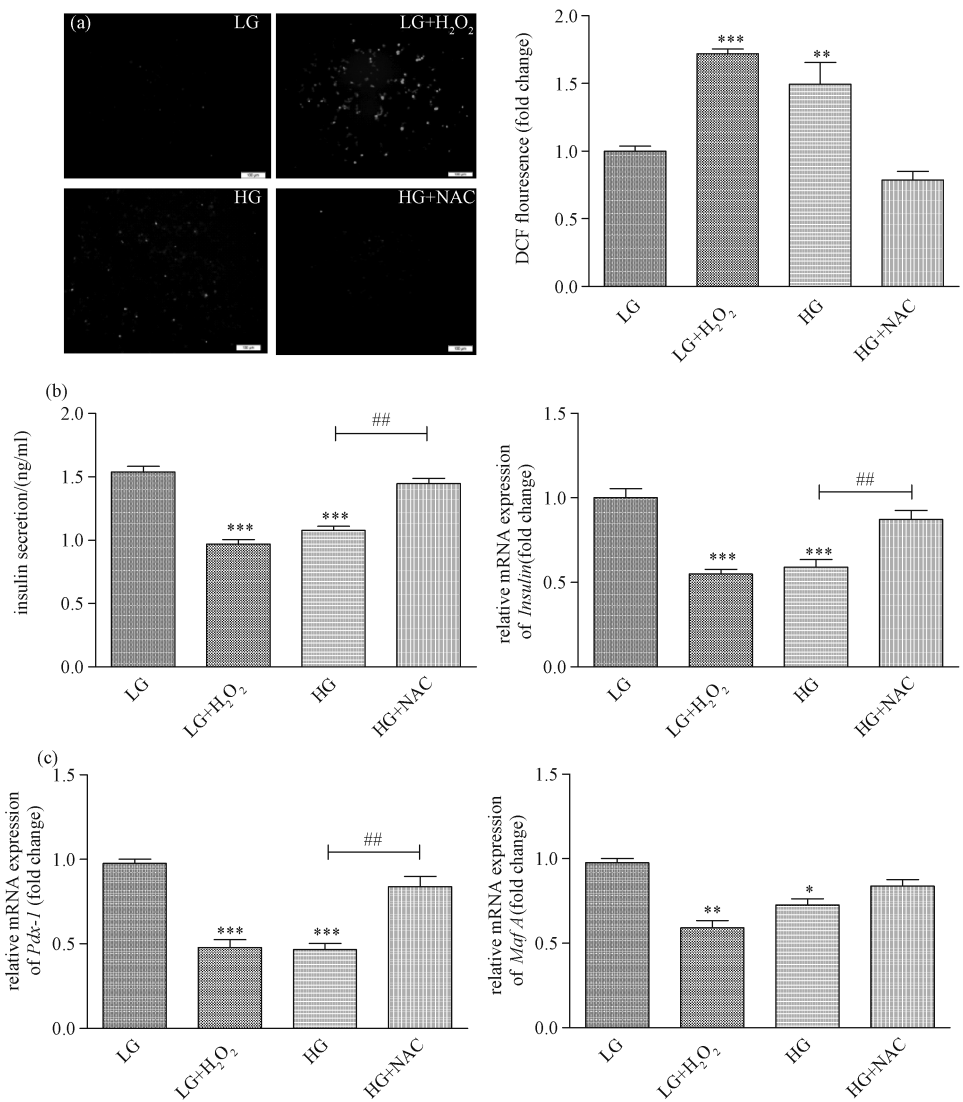 (a)
LG
LG+H₂O₂
HG
HG+NAC
DCF flouresence (fold change)
2.0
1.5
1.0
0.5
0.0
***
**
LG
LG+H₂O₂
HG
HG+NAC
(b)
insulin secretion/(ng/ml)
2.0
1.5
1.0
0.5
0.0
***
***
##
LG
LG+H₂O₂
HG
HG+NAC
relative mRNA expression
of Insulin(fold change)
1.5
1.0
0.5
0.0
***
***
##
LG
LG+H₂O₂
HG
HG+NAC
(c)
relative mRNA expression
of Pdx-1 (fold change)
1.5
1.0
0.5
0.0
***
***
##
LG
LG+H₂O₂
HG
HG+NAC
relative mRNA expression
of Maf A(fold change)
1.5
1.0
0.5
0.0
**
*
LG
LG+H₂O₂
HG
HG+NAC